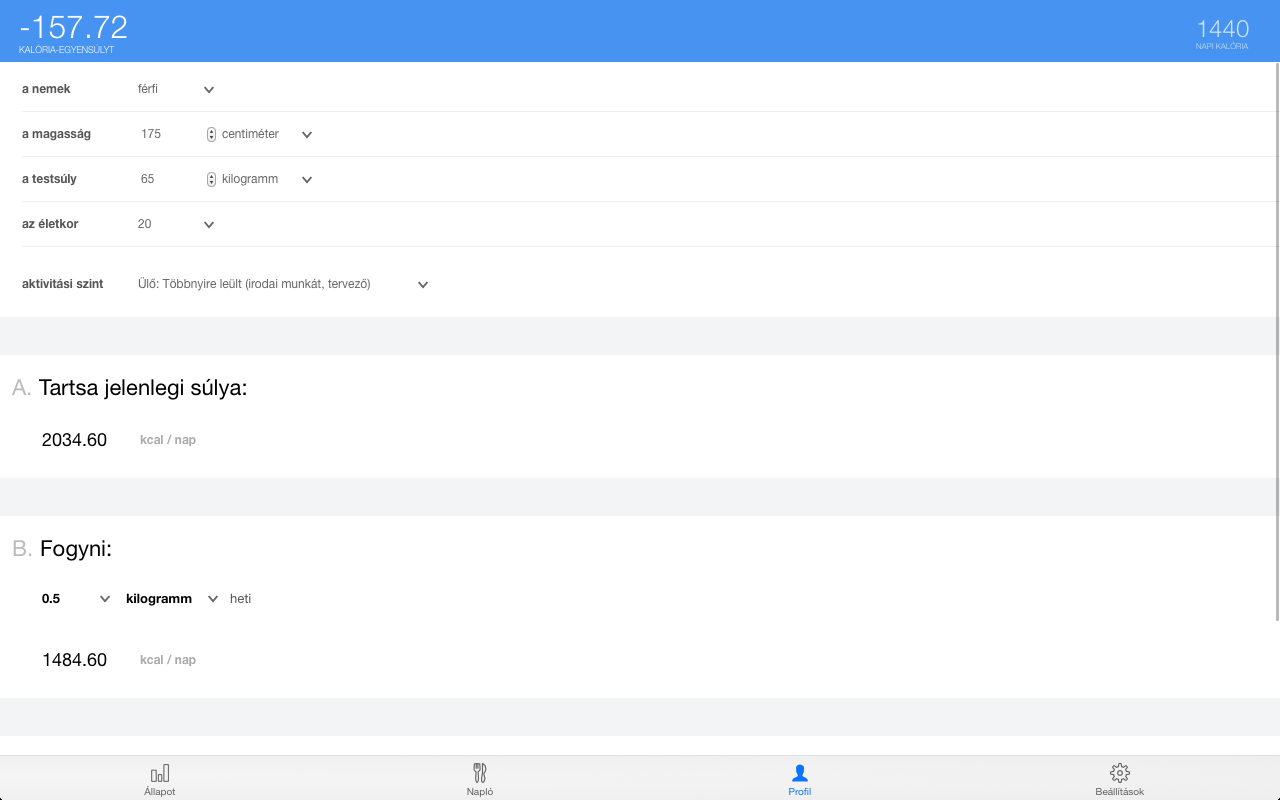 -157.72
KALÓRIA-EGYENSÚLYT
1440
NAPI KALÓRIA
a nemek férfi
a magasság 175 centiméter
a testsúly 65 kilogramm
az életkor 20
aktivitási szint Ülő: Többnyire leült (irodai munkát, tervező)
A. Tartsa jelenlegi súlya:
2034.60 kcal / nap
B. Fogyni:
0.5 kilogramm heti
1484.60 kcal / nap
Állapot Napló Profil Beállítások